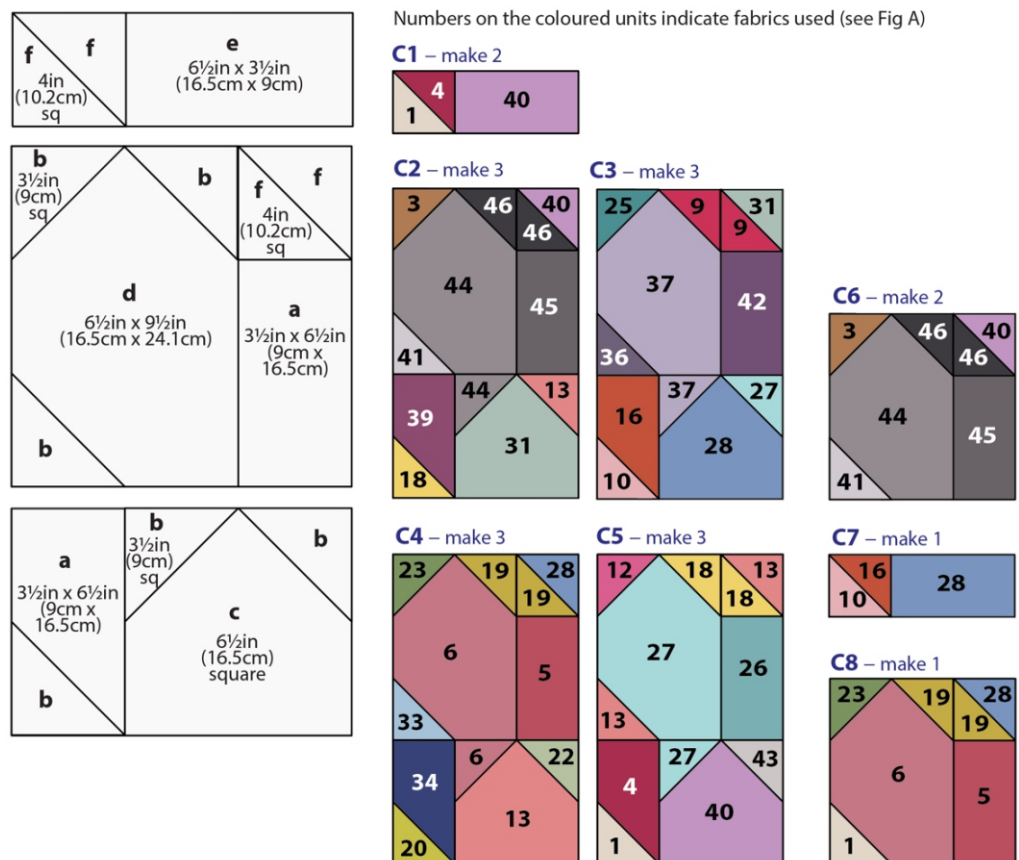 Numbers on the coloured units indicate fabrics used (see Fig A)
f
f
4in
(10.2cm)
sq
e
6½in x 3½in
(16.5cm x 9cm)
b
3½in
(9cm)
sq
b
f
f
4in
(10.2cm)
sq
d
6½in x 9½in
(16.5cm x 24.1cm)
a
3½in x 6½in
(9cm x
16.5cm)
b
a
3½in x 6½in
(9cm x
16.5cm)
b
3½in
(9cm)
sq
b
c
6½in
(16.5cm)
square
b
C1 – make 2
4
1
40
C2 – make 3
3
46
40
46
44
45
41
39
44
13
18
31
C3 – make 3
25
9
31
9
37
42
36
16
37
27
10
28
C6 – make 2
3
46
40
46
44
45
41
C4 – make 3
23
19
28
19
6
5
33
34
6
22
20
13
C5 – make 3
12
18
13
18
27
26
13
4
27
43
1
40
C7 – make 1
16
10
28
C8 – make 1
23
19
28
19
6
5
1